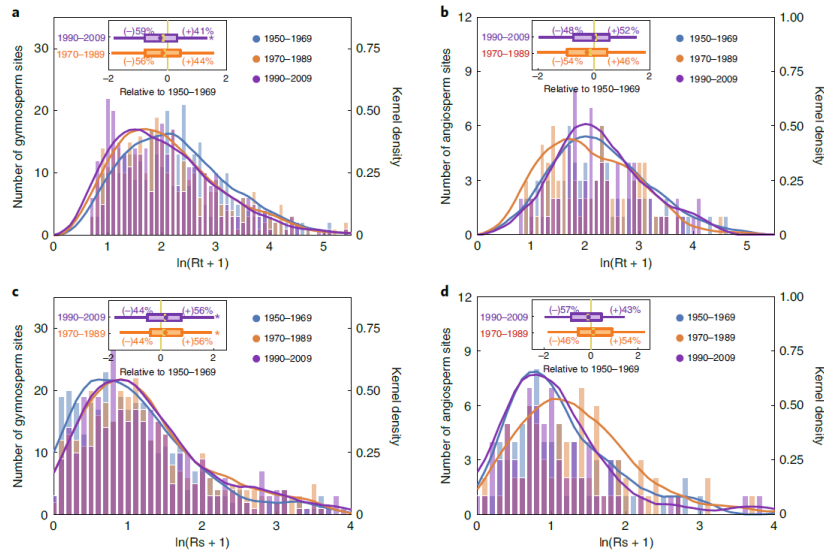 a
(−)59% (+)41%
1990–2009 *
1970–1989
(−)56% (+)44%
−2 0 2
Relative to 1950–1969
1950–1969
1970–1989
1990–2009
Number of gymnosperm sites
30
20
10
0
Kernel density
0.75
0.50
0.25
0
0 1 2 3 4 5
ln(Rt + 1)
b
(−)48% (+)52%
1990–2009
1970–1989
(−)54% (+)46%
−2 0 2
Relative to 1950–1969
1950–1969
1970–1989
1990–2009
Number of angiosperm sites
12
9
6
3
0
Kernel density
1.00
0.75
0.50
0.25
0
0 1 2 3 4 5
ln(Rt + 1)
c
(−)44% (+)56%
1990–2009 *
1970–1989 *
(−)44% (+)56%
−2 0 2
Relative to 1950–1969
1950–1969
1970–1989
1990–2009
Number of gymnosperm sites
30
20
10
0
Kernel density
0.75
0.50
0.25
0
0 1 2 3 4
ln(Rs + 1)
d
(−)57% (+)43%
1990–2009
1970–1989
(−)46% (+)54%
−2 0 2
Relative to 1950–1969
1950–1969
1970–1989
1990–2009
Number of angiosperm sites
12
9
6
3
0
Kernel density
1.00
0.75
0.50
0.25
0
0 1 2 3 4
ln(Rs + 1)